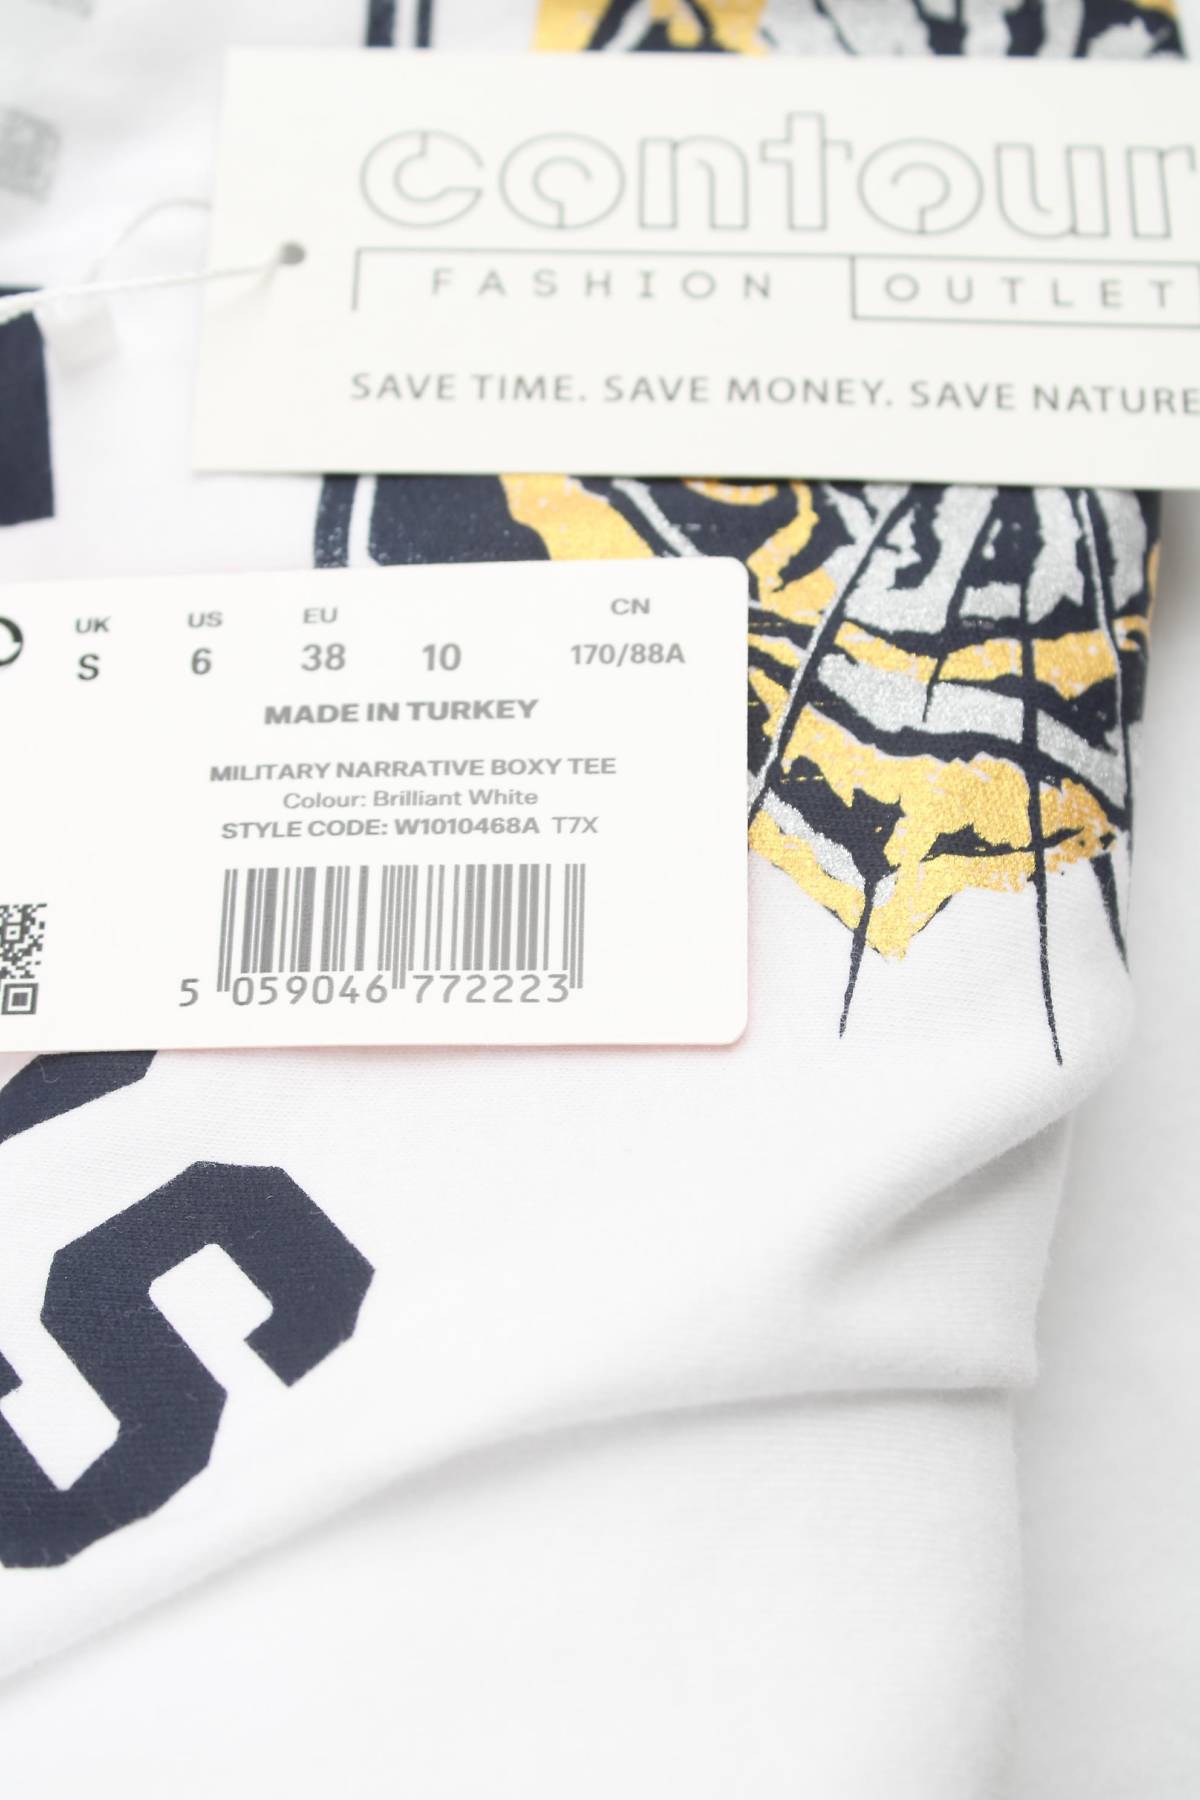 contour
FASHION OUTLET
SAVE TIME. SAVE MONEY. SAVE NATURE
UK US EU CN
S 6 38 10 170/88A
MADE IN TURKEY
MILITARY NARRATIVE BOXY TEE
Colour: Brilliant White
STYLE CODE: W1010468A T7X
5 059046 772223
S